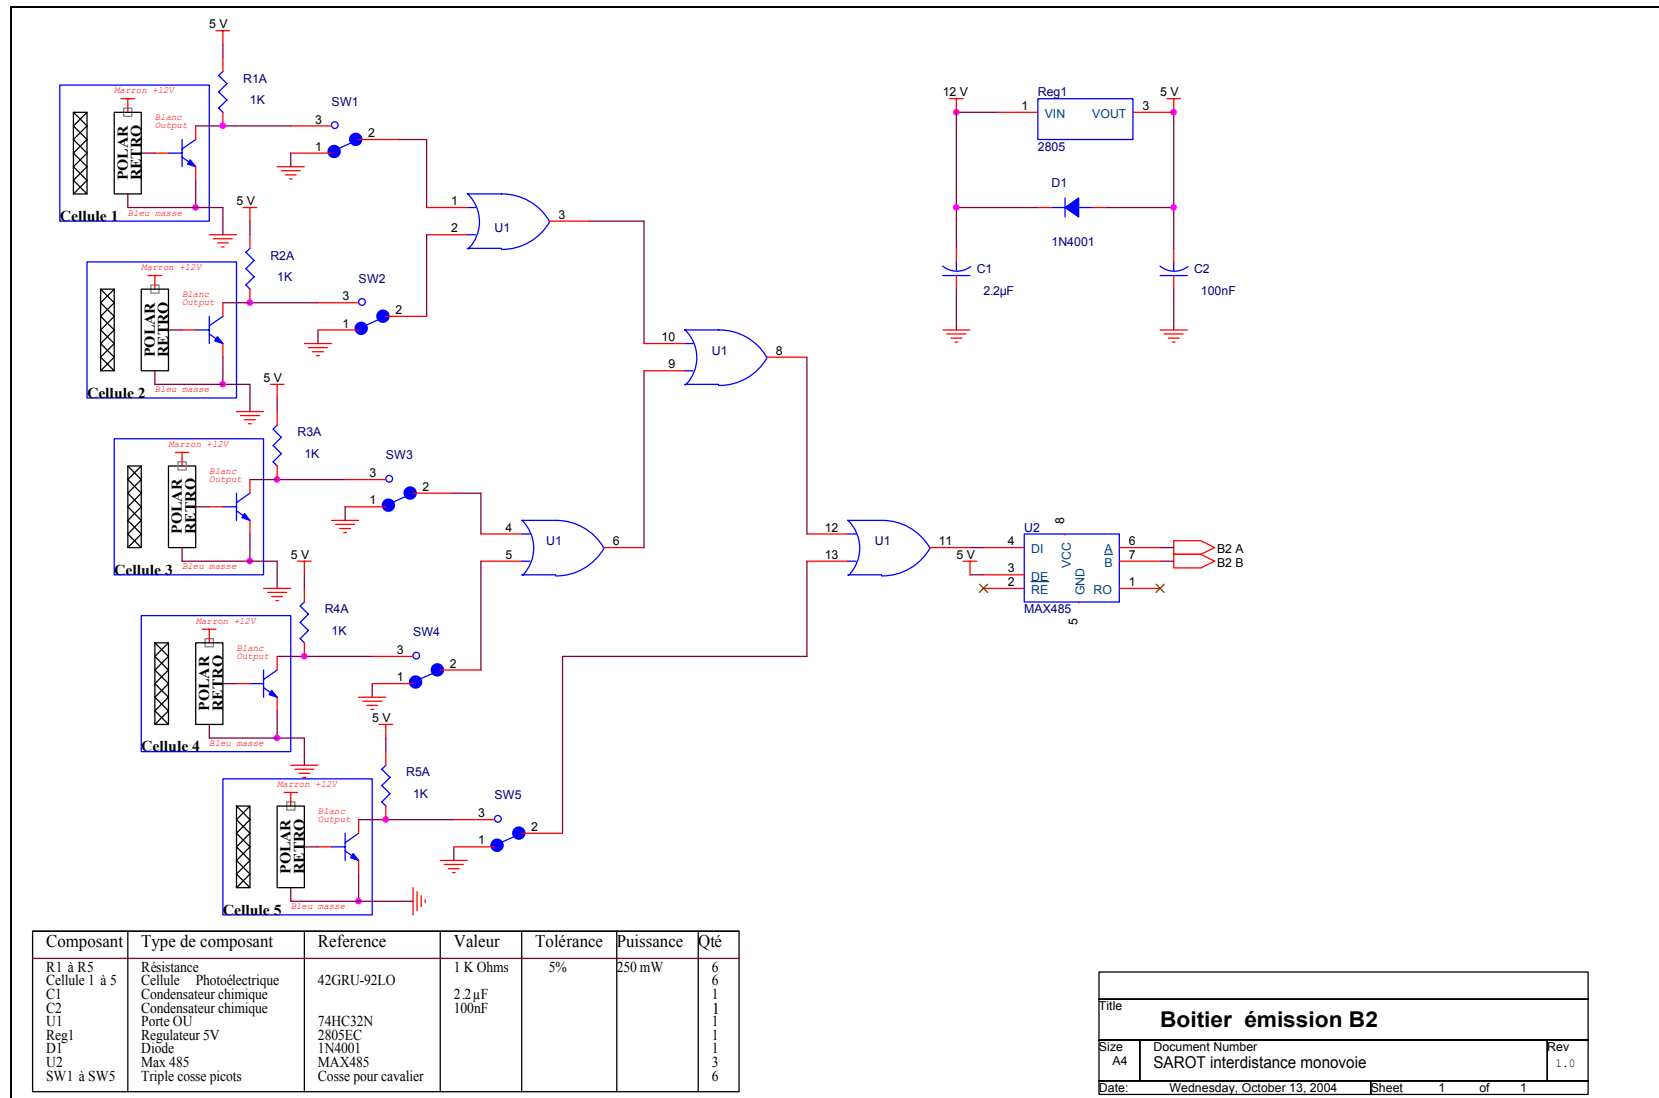 5 V
R1A
1K
Marron +12V
Blanc
Output
POLAR
RETRO
Cellule 1
Bleu masse
SW1
3
2
1
5 V
R2A
1K
Marron +12V
Blanc
Output
POLAR
RETRO
Cellule 2
Bleu masse
SW2
3
2
1
1
2
U1
3
5 V
R3A
1K
Marron +12V
Blanc
Output
POLAR
RETRO
Cellule 3
Bleu masse
SW3
3
2
1
5 V
R4A
1K
Marron +12V
Blanc
Output
POLAR
RETRO
Cellule 4
Bleu masse
SW4
3
2
1
4
5
U1
6
10
9
U1
8
5 V
R5A
1K
Marron +12V
Blanc
Output
POLAR
RETRO
Cellule 5
Bleu masse
SW5
3
2
1
12
13
U1
11
12 V
Reg1
5 V
1
VIN
VOUT
3
2805
D1
1N4001
C1
2.2µF
C2
100nF
U2
8
5 V
4
DI
VCC
A
6
B2 A
3
DE
B
7
B2 B
2
RE
GND
RO
1
MAX485
5
Composant Type de composant Reference Valeur Tolérance Puissance Qté
R1 à R5 Résistance 1 K Ohms 5% 250 mW 6
Cellule 1 à 5 Cellule Photoélectrique 42GRU-92LO 6
C1 Condensateur chimique 2.2µF 1
C2 Condensateur chimique 100nF 1
U1 Porte OU 74HC32N 1
Reg1 Regulateur 5V 2805EC 1
D1 Diode 1N4001 1
U2 Max 485 MAX485 3
SW1 à SW5 Triple cosse picots Cosse pour cavalier 6
Title
Boitier émission B2
Size Document Number Rev
A4 SAROT interdistance monovoie 1.0
Date: Wednesday, October 13, 2004 Sheet 1 of 1